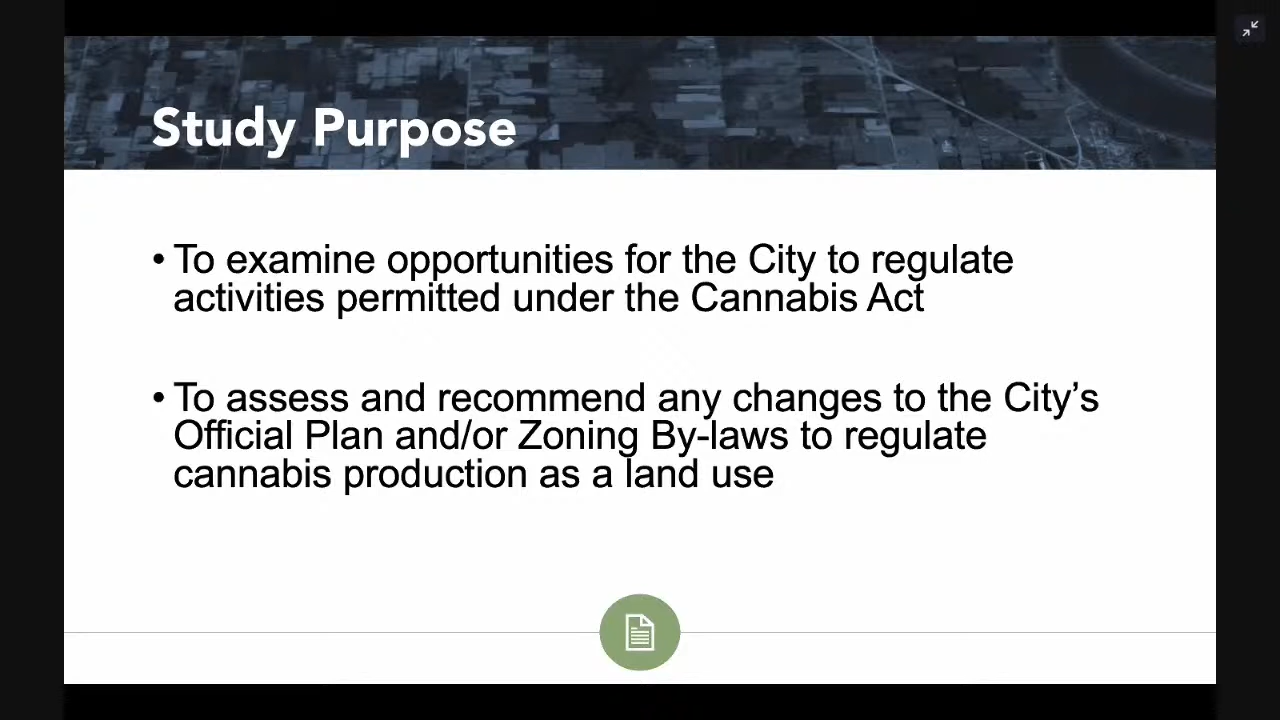 Study Purpose
• To examine opportunities for the City to regulate
activities permitted under the Cannabis Act
• To assess and recommend any changes to the City’s
Official Plan and/or Zoning By-laws to regulate
cannabis production as a land use